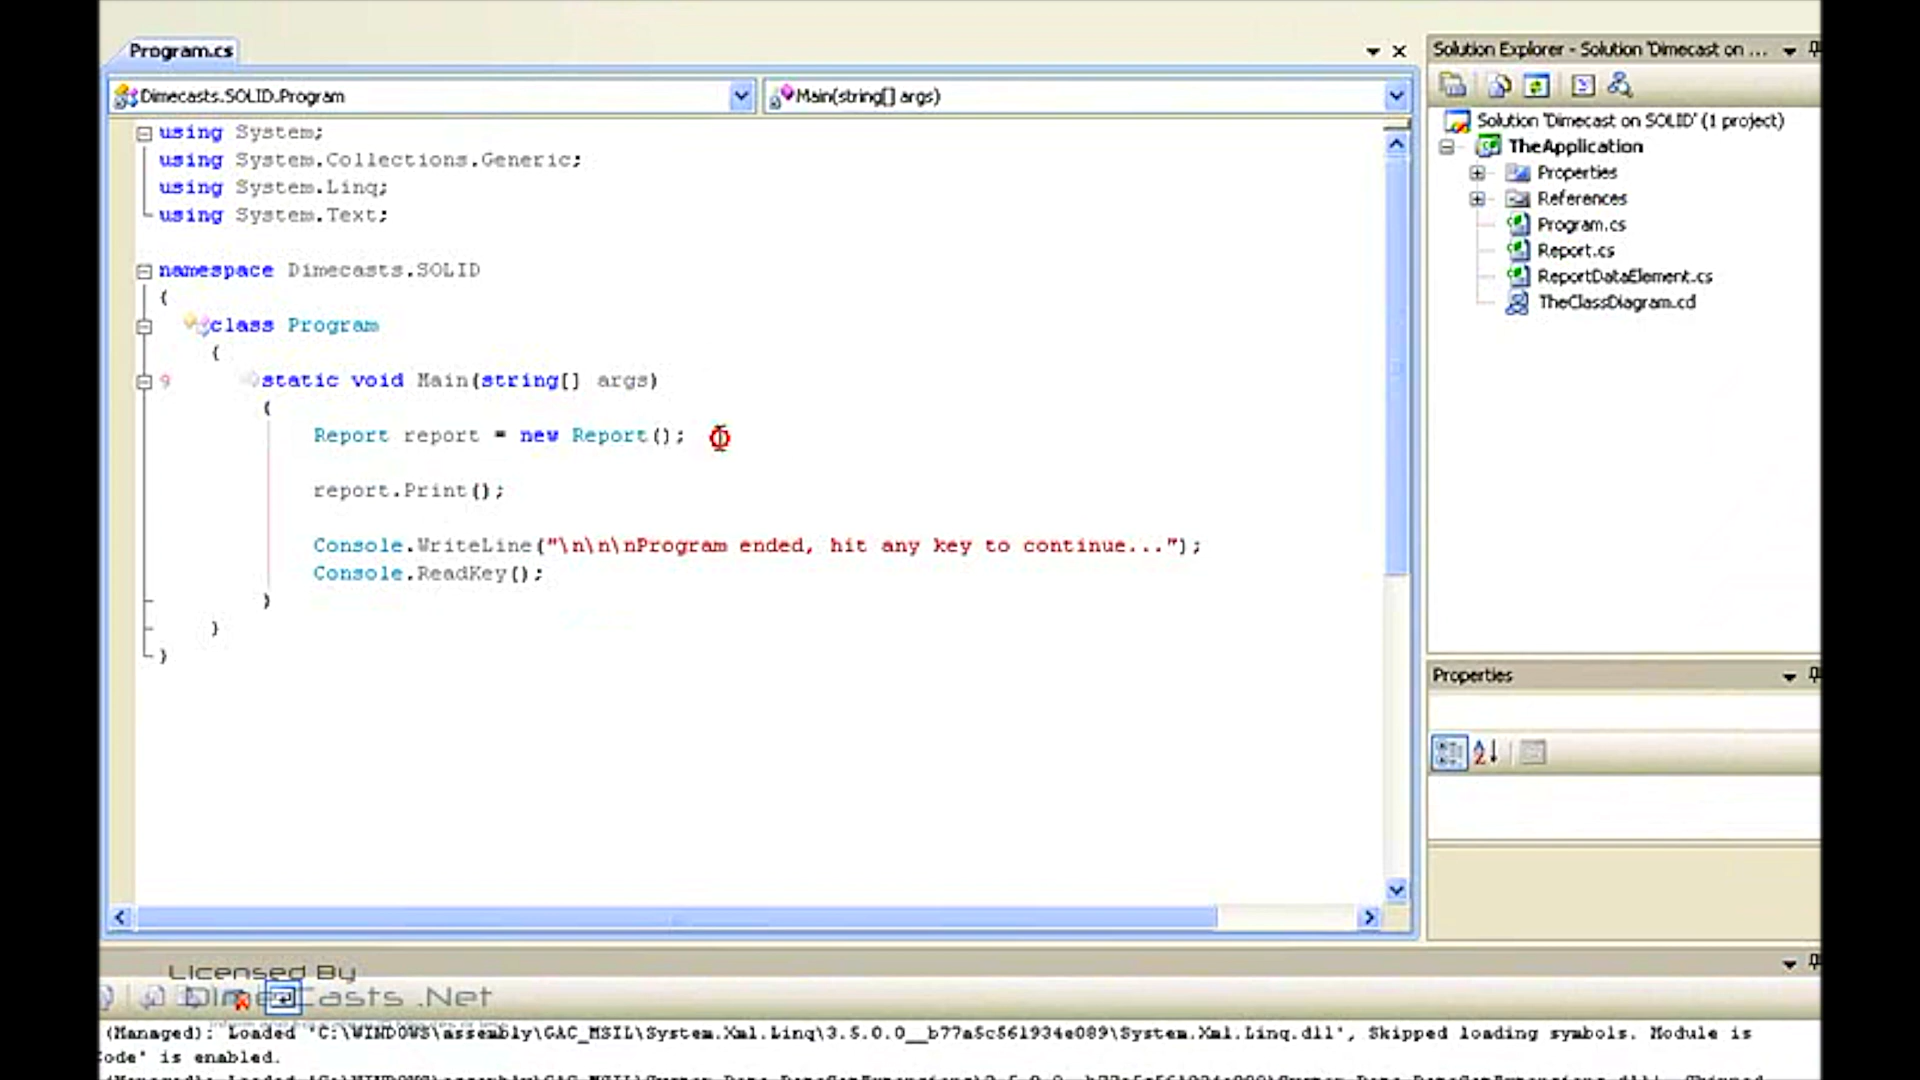 Program.cs
Solution Explorer - Solution 'Dimecast on ...
Dimecasts.SOLID.Program
Main(string[] args)
using System;
using System.Collections.Generic;
using System.Linq;
using System.Text;
namespace Dimecasts.SOLID
{
class Program
{
static void Main(string[] args)
{
Report report = new Report();
report.Print();
Console.WriteLine("\n\n\nProgram ended, hit any key to continue...");
Console.ReadKey();
}
}
}
Solution 'Dimecast on SOLID' (1 project)
TheApplication
Properties
References
Program.cs
Report.cs
ReportDataElement.cs
TheClassDiagram.cd
Properties
Licensed By
DimeCasts .Net
(Managed): Loaded 'C:\WINDOWS\assembly\GAC_MSIL\System.Xml.Linq\3.5.0.0__b77a5c561934e089\System.Xml.Linq.dll', Skipped loading symbols. Module is
Code' is enabled.